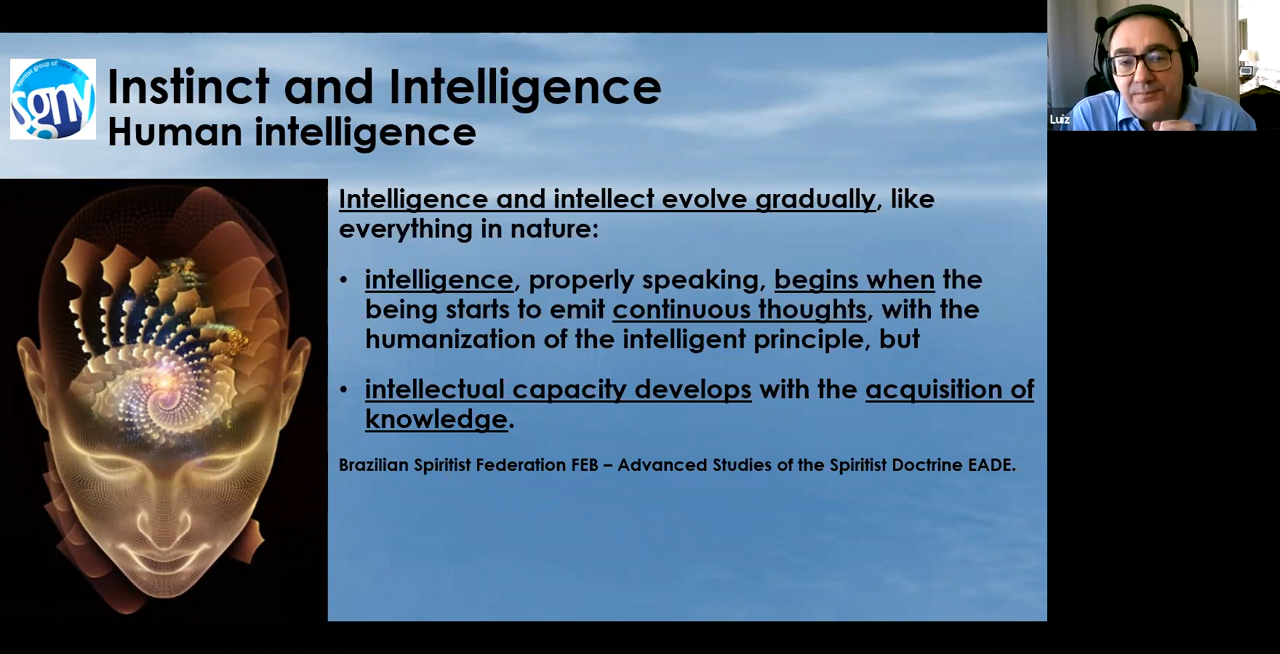 sgny
Instinct and Intelligence
Human intelligence
Luiz
Intelligence and intellect evolve gradually, like
everything in nature:
• intelligence, properly speaking, begins when the
being starts to emit continuous thoughts, with the
humanization of the intelligent principle, but
• intellectual capacity develops with the acquisition of
knowledge.
Brazilian Spiritist Federation FEB – Advanced Studies of the Spiritist Doctrine EADE.